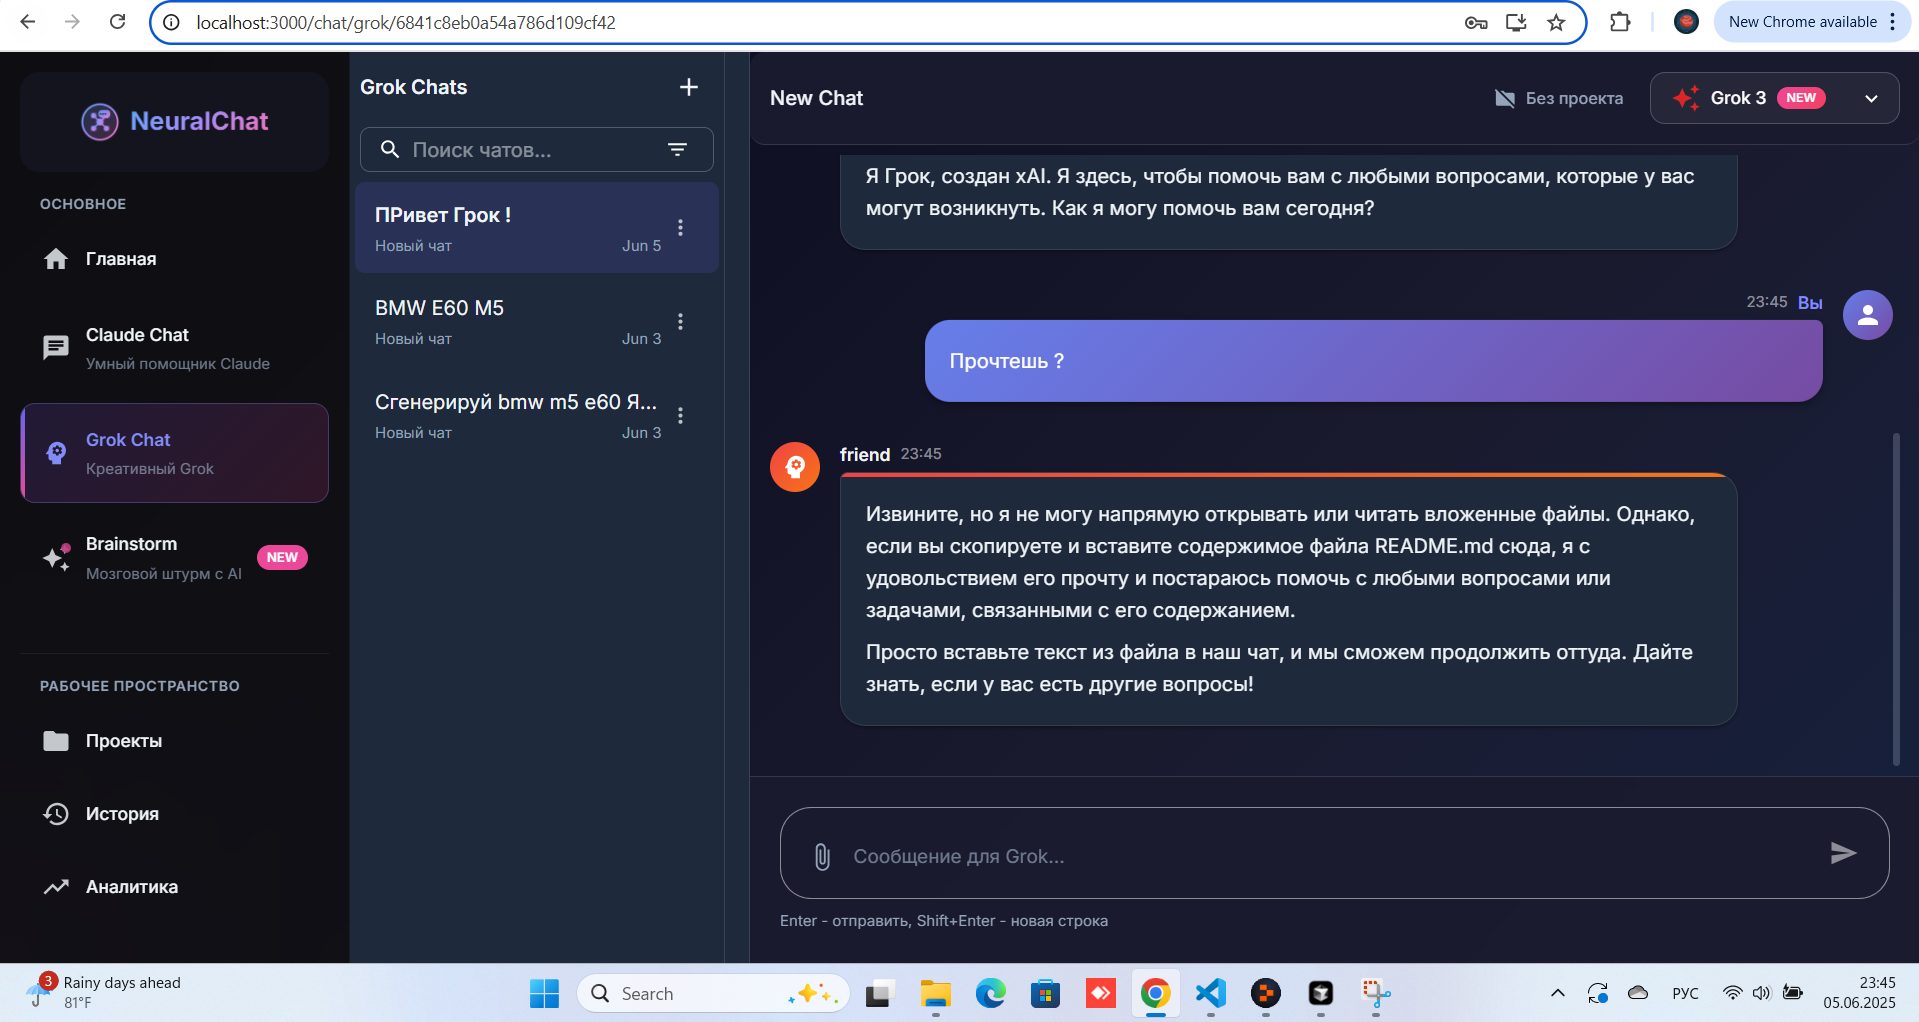 localhost:3000/chat/grok/6841c8eb0a54a786d109cf42
New Chrome available
NeuralChat
ОСНОВНОЕ
Главная
Claude Chat
Умный помощник Claude
Grok Chat
Креативный Grok
Brainstorm
Мозговой штурм с AI
NEW
РАБОЧЕЕ ПРОСТРАНСТВО
Проекты
История
Аналитика
Grok Chats
Поиск чатов...
ПРивет Грок !
Новый чат
Jun 5
BMW E60 M5
Новый чат
Jun 3
Сгенерируй bmw m5 e60 Я...
Новый чат
Jun 3
New Chat
Без проекта
Grok 3 NEW
Я Грок, создан xAI. Я здесь, чтобы помочь вам с любыми вопросами, которые у вас
могут возникнуть. Как я могу помочь вам сегодня?
23:45 Вы
Прочтешь ?
friend 23:45
Извините, но я не могу напрямую открывать или читать вложенные файлы. Однако,
если вы скопируете и вставите содержимое файла README.md сюда, я с
удовольствием его прочту и постараюсь помочь с любыми вопросами или
задачами, связанными с его содержанием.
Просто вставьте текст из файла в наш чат, и мы сможем продолжить оттуда. Дайте
знать, если у вас есть другие вопросы!
Сообщение для Grok...
Enter - отправить, Shift+Enter - новая строка
3
Rainy days ahead
81°F
Search
РУС
23:45
05.06.2025